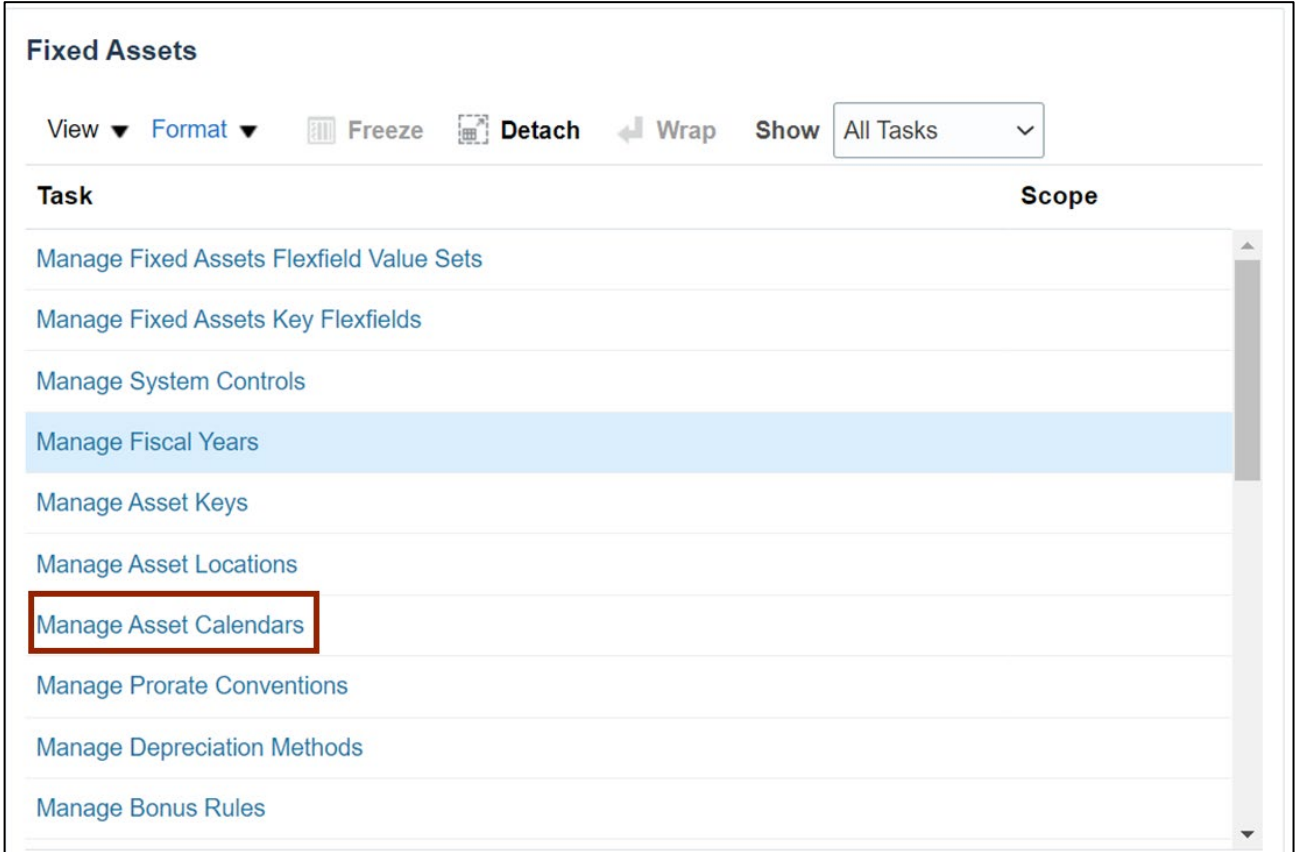 Fixed Assets
View Format Freeze Detach Wrap Show All Tasks
Task Scope
Manage Fixed Assets Flexfield Value Sets
Manage Fixed Assets Key Flexfields
Manage System Controls
Manage Fiscal Years
Manage Asset Keys
Manage Asset Locations
Manage Asset Calendars
Manage Prorate Conventions
Manage Depreciation Methods
Manage Bonus Rules